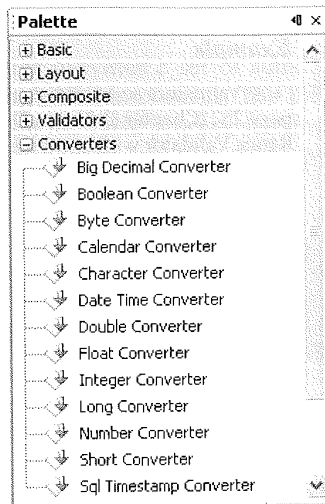 Palette
Basic
Layout
Composite
Validators
Converters
Big Decimal Converter
Boolean Converter
Byte Converter
Calendar Converter
Character Converter
Date Time Converter
Double Converter
Float Converter
Integer Converter
Long Converter
Number Converter
Short Converter
Sql Timestamp Converter